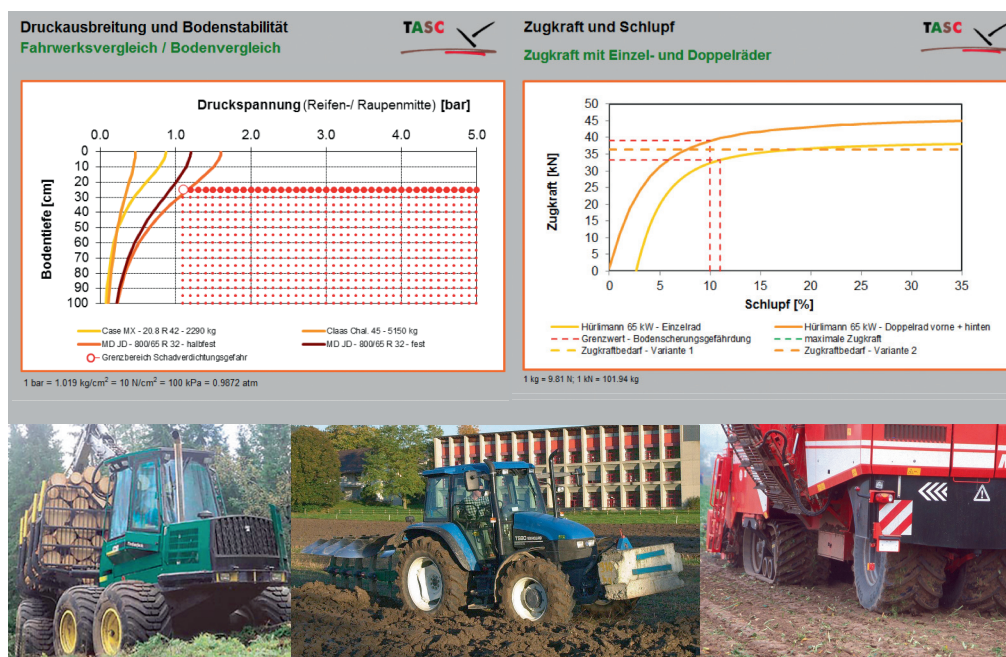 Druckausbreitung und Bodenstabilität
Fahrwerksvergleich / Bodenvergleich
TASC
Druckspannung (Reifen-/ Raupenmitte) [bar]
0.0 1.0 2.0 3.0 4.0 5.0
Bodentiefe [cm]
0
10
20
30
40
50
60
70
80
90
100
Case MX - 20.8 R 42 - 2290 kg
Claas Chal. 45 - 5150 kg
MD JD - 800/65 R 32 - halbfest
MD JD - 800/65 R 32 - fest
Grenzbereich Schadverdichtungsgefahr
1 bar = 1.019 kg/cm² = 10 N/cm² = 100 kPa = 0.9872 atm
Zugkraft und Schlupf
Zugkraft mit Einzel- und Doppelräder
TASC
Zugkraft [kN]
50
45
40
35
30
25
20
15
10
5
0
0 5 10 15 20 25 30 35
Schlupf [%]
Hürlimann 65 kW - Einzelrad
Hürlimann 65 kW - Doppelrad vorne + hinten
Grenzwert - Bodenscherungsgefährdung
maximale Zugkraft
Zugkraftbedarf - Variante 1
Zugkraftbedarf - Variante 2
1 kg = 9.81 N; 1 kN = 101.94 kg